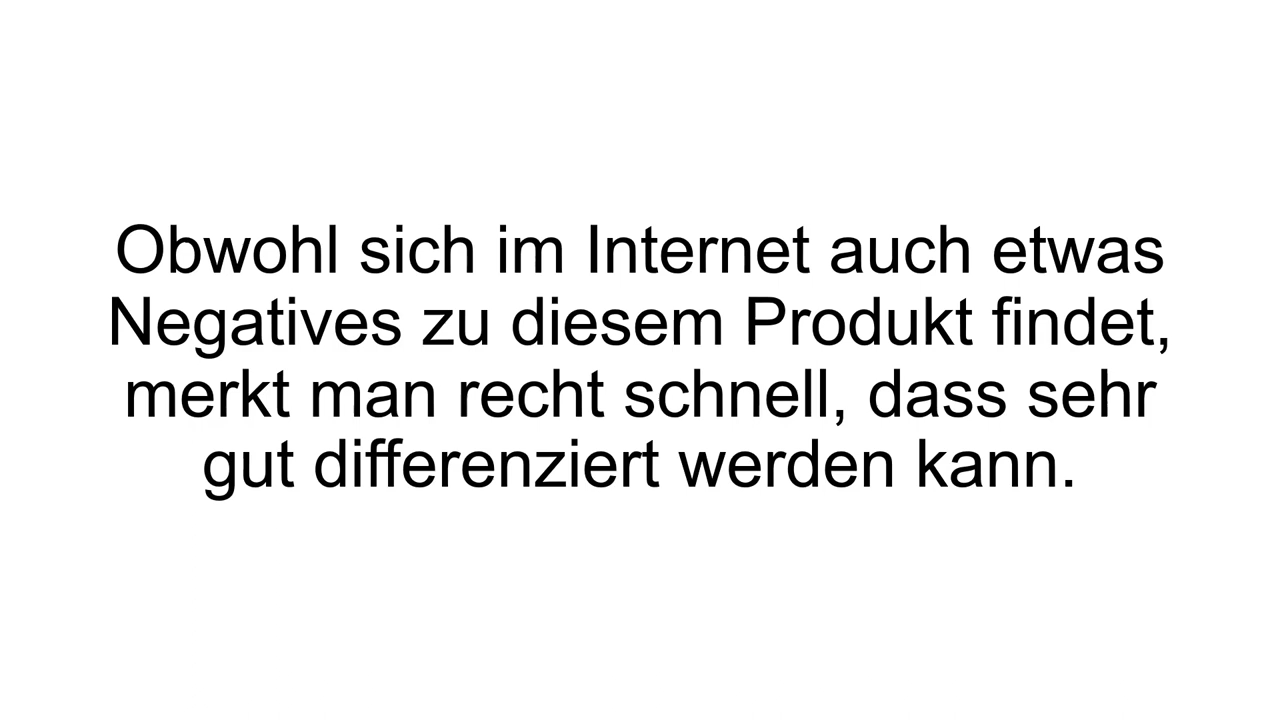 Obwohl sich im Internet auch etwas
Negatives zu diesem Produkt findet,
merkt man recht schnell, dass sehr
gut differenziert werden kann.